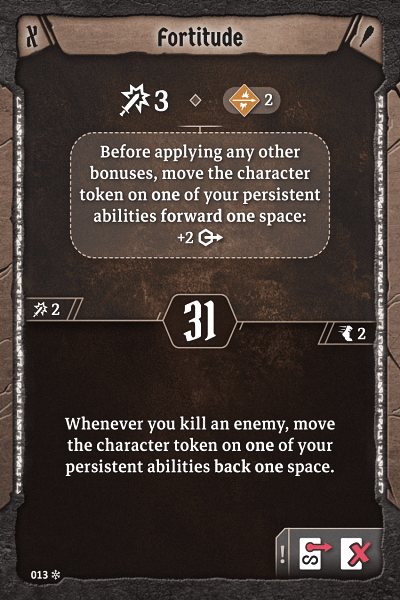 Fortitude
3 2
Before applying any other
bonuses, move the character
token on one of your persistent
abilities forward one space:
+2
2
31
2
Whenever you kill an enemy, move
the character token on one of your
persistent abilities back one space.
!
013